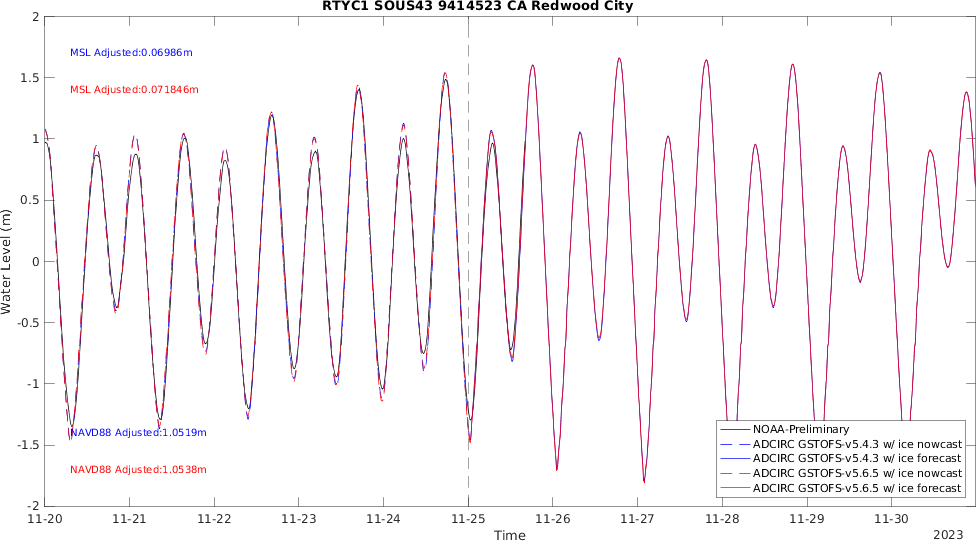 RTYC1 SOUS43 9414523 CA Redwood City
2
1.5
1
0.5
0
-0.5
-1
-1.5
-2
Water Level (m)
MSL Adjusted:0.06986m
MSL Adjusted:0.071846m
NAVD88 Adjusted:1.0519m
NAVD88 Adjusted:1.0538m
NOAA-Preliminary
ADCIRC GSTOFS-v5.4.3 w/ ice nowcast
ADCIRC GSTOFS-v5.4.3 w/ ice forecast
ADCIRC GSTOFS-v5.6.5 w/ ice nowcast
ADCIRC GSTOFS-v5.6.5 w/ ice forecast
11-20 11-21 11-22 11-23 11-24 11-25 11-26 11-27 11-28 11-29 11-30
Time
2023